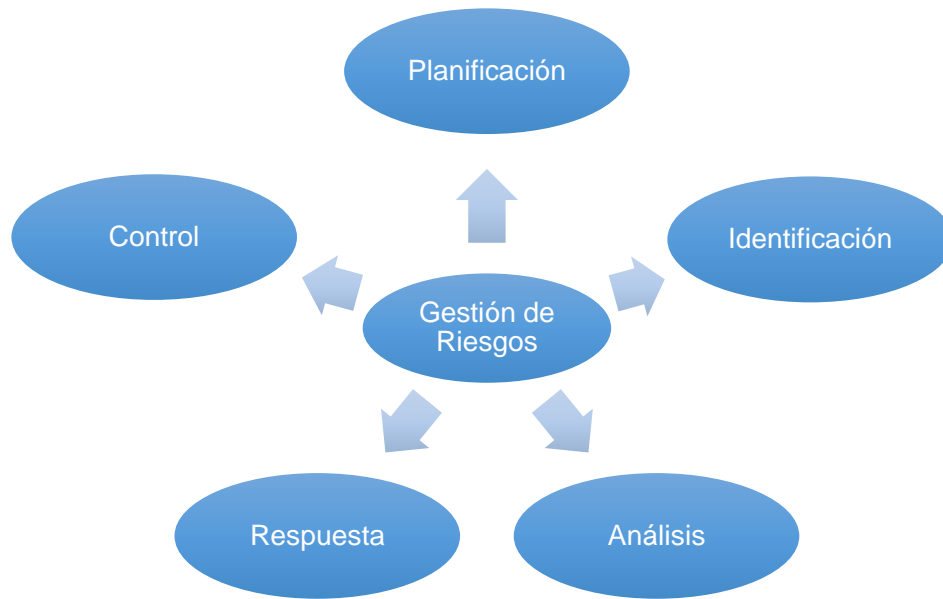 Planificación
Control
Identificación
Gestión de
Riesgos
Respuesta
Análisis